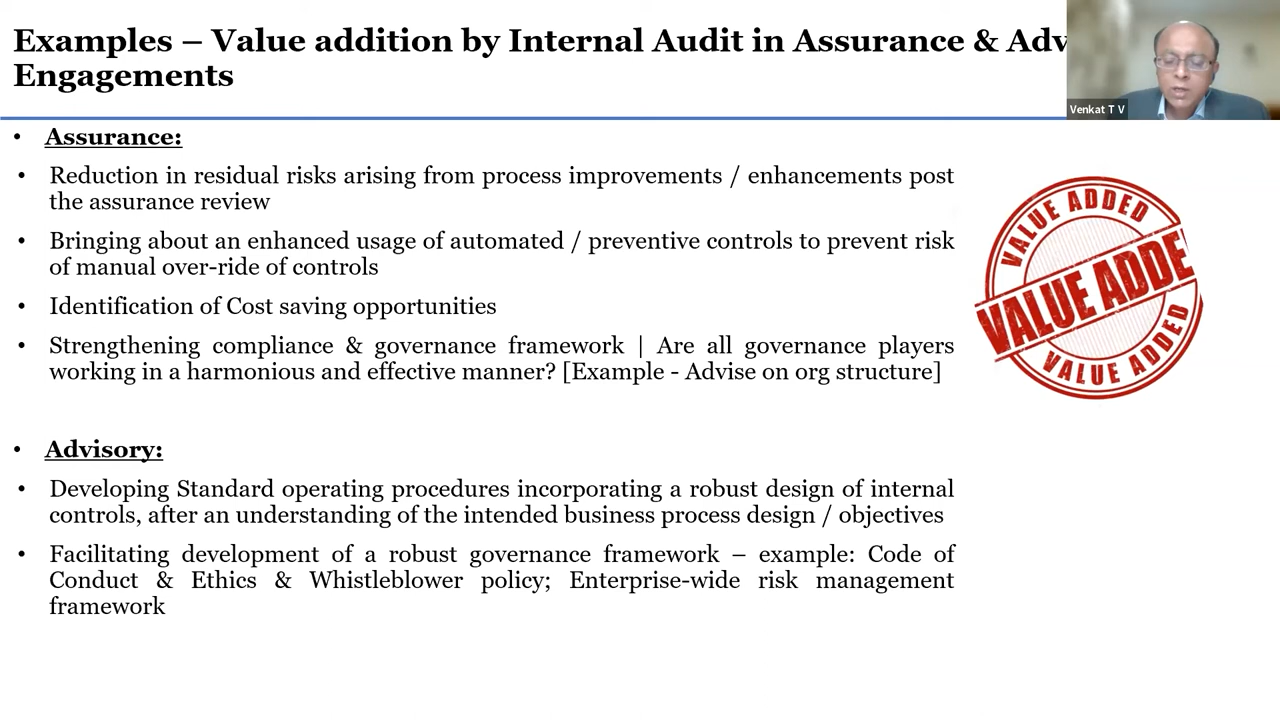 Examples – Value addition by Internal Audit in Assurance & Adv
Engagements
Venkat T V
• Assurance:
• Reduction in residual risks arising from process improvements / enhancements post
the assurance review
• Bringing about an enhanced usage of automated / preventive controls to prevent risk
of manual over-ride of controls
• Identification of Cost saving opportunities
• Strengthening compliance & governance framework | Are all governance players
working in a harmonious and effective manner? [Example - Advise on org structure]
VALUE ADDED
VALUE ADDE
VALUE ADDED
• Advisory:
• Developing Standard operating procedures incorporating a robust design of internal
controls, after an understanding of the intended business process design / objectives
• Facilitating development of a robust governance framework – example: Code of
Conduct & Ethics & Whistleblower policy; Enterprise-wide risk management
framework